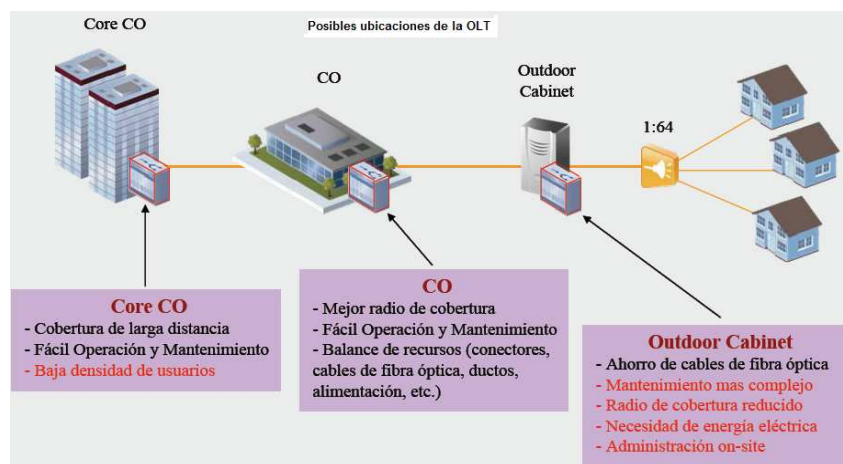 Posibles ubicaciones de la OLT
Core CO
CO
Outdoor
Cabinet
1:64
Core CO
- Cobertura de larga distancia
- Fácil Operación y Mantenimiento
- Baja densidad de usuarios
CO
- Mejor radio de cobertura
- Fácil Operación y Mantenimiento
- Balance de recursos (conectores,
cables de fibra óptica, ductos,
alimentación, etc.)
Outdoor Cabinet
- Ahorro de cables de fibra óptica
- Mantenimiento mas complejo
- Radio de cobertura reducido
- Necesidad de energía eléctrica
- Administración on-site